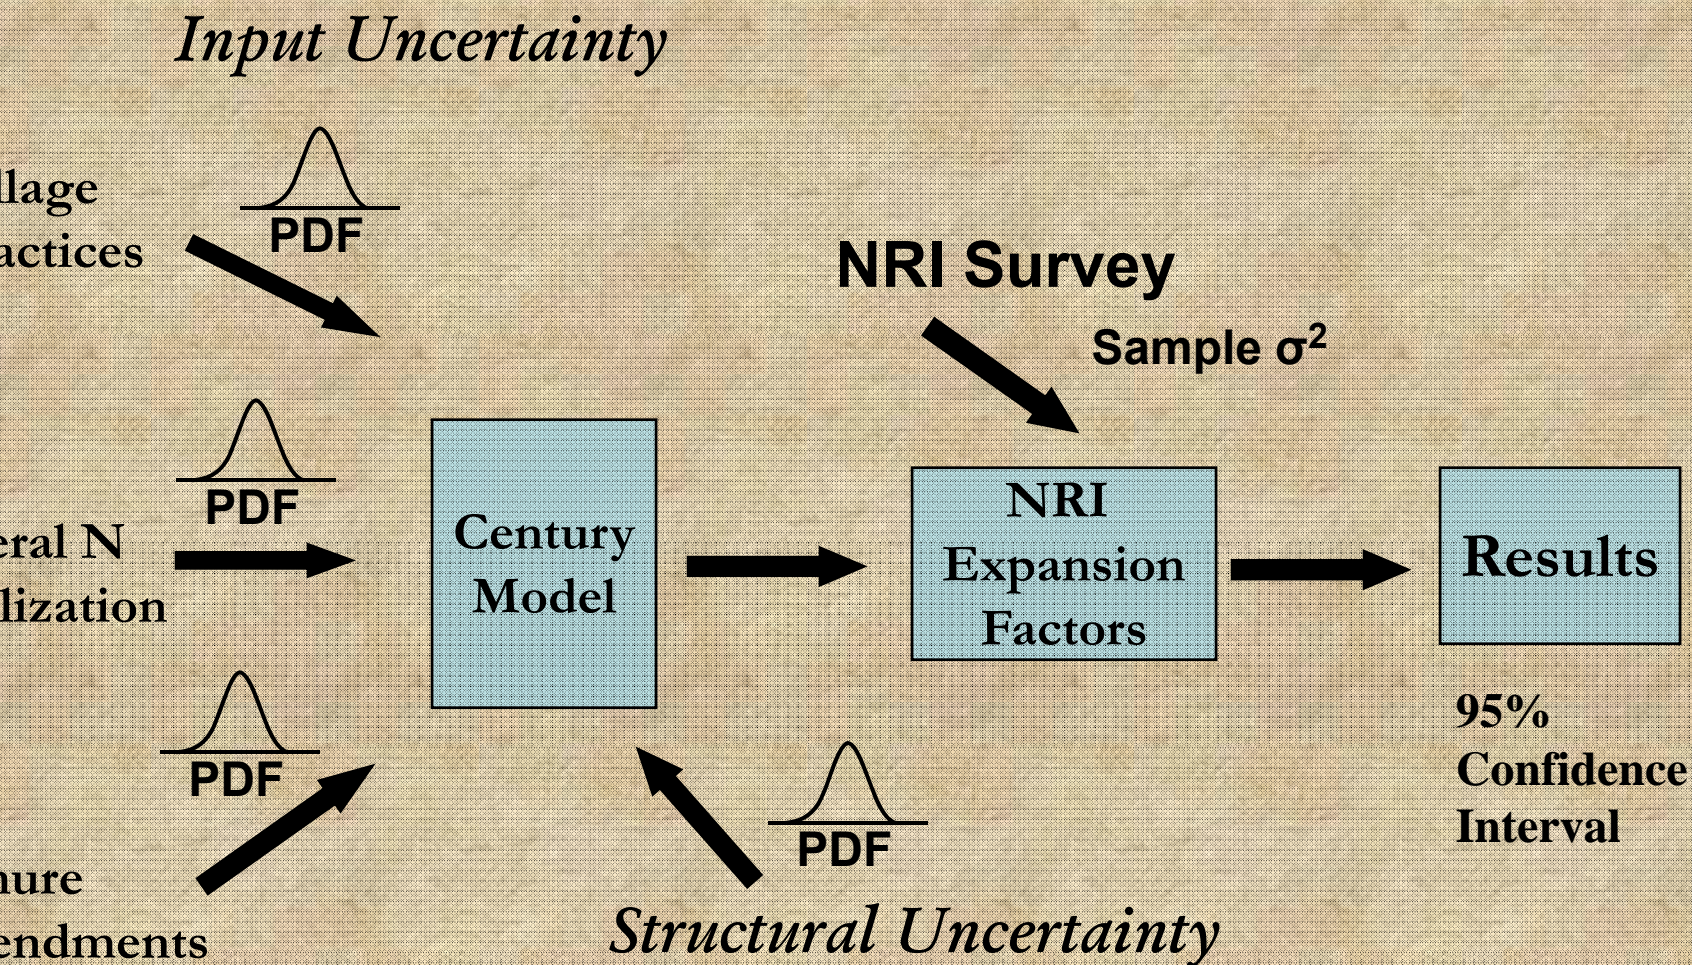 Input Uncertainty
llage
actices
PDF
NRI Survey
Sample σ²
PDF
eral N
lization
Century
Model
NRI
Expansion
Factors
Results
PDF
nure
endments
PDF
95%
Confidence
Interval
Structural Uncertainty